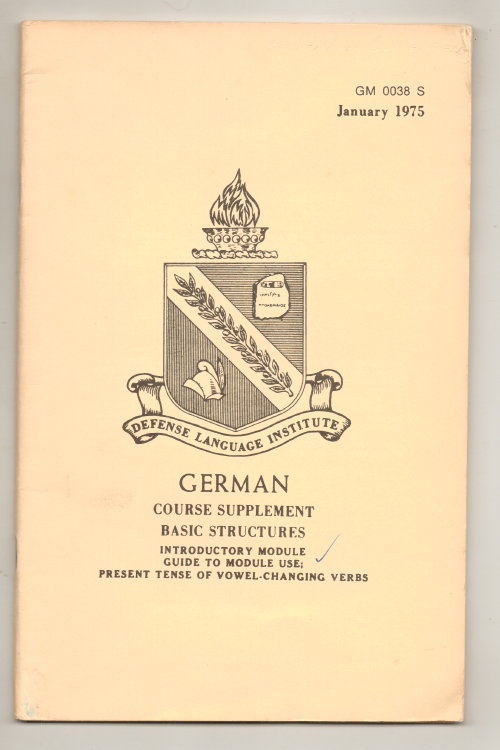 GM 0038 S
January 1975
DEFENSE LANGUAGE INSTITUTE
GERMAN
COURSE SUPPLEMENT
BASIC STRUCTURES
INTRODUCTORY MODULE
GUIDE TO MODULE USE;
PRESENT TENSE OF VOWEL-CHANGING VERBS